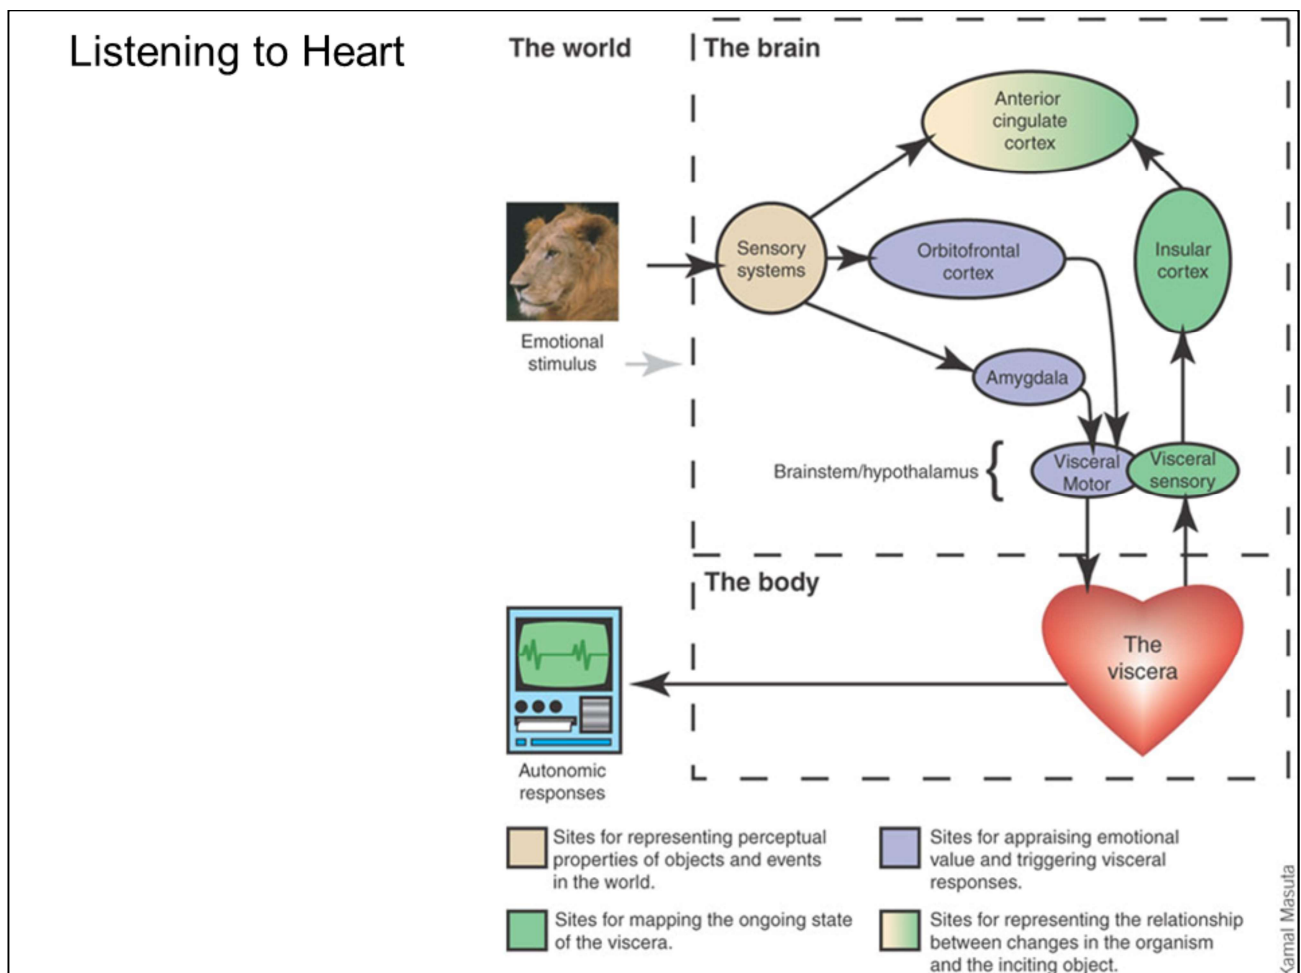 Listening to Heart
The world
The brain
Anterior
cingulate
cortex
Sensory
systems
Orbitofrontal
cortex
Insular
cortex
Emotional
stimulus
Amygdala
Brainstem/hypothalamus
Visceral
Motor
Visceral
sensory
The body
The
viscera
Autonomic
responses
Sites for representing perceptual
properties of objects and events
in the world.
Sites for appraising emotional
value and triggering visceral
responses.
Sites for mapping the ongoing state
of the viscera.
Sites for representing the relationship
between changes in the organism
and the inciting object.
Kamal Masuta